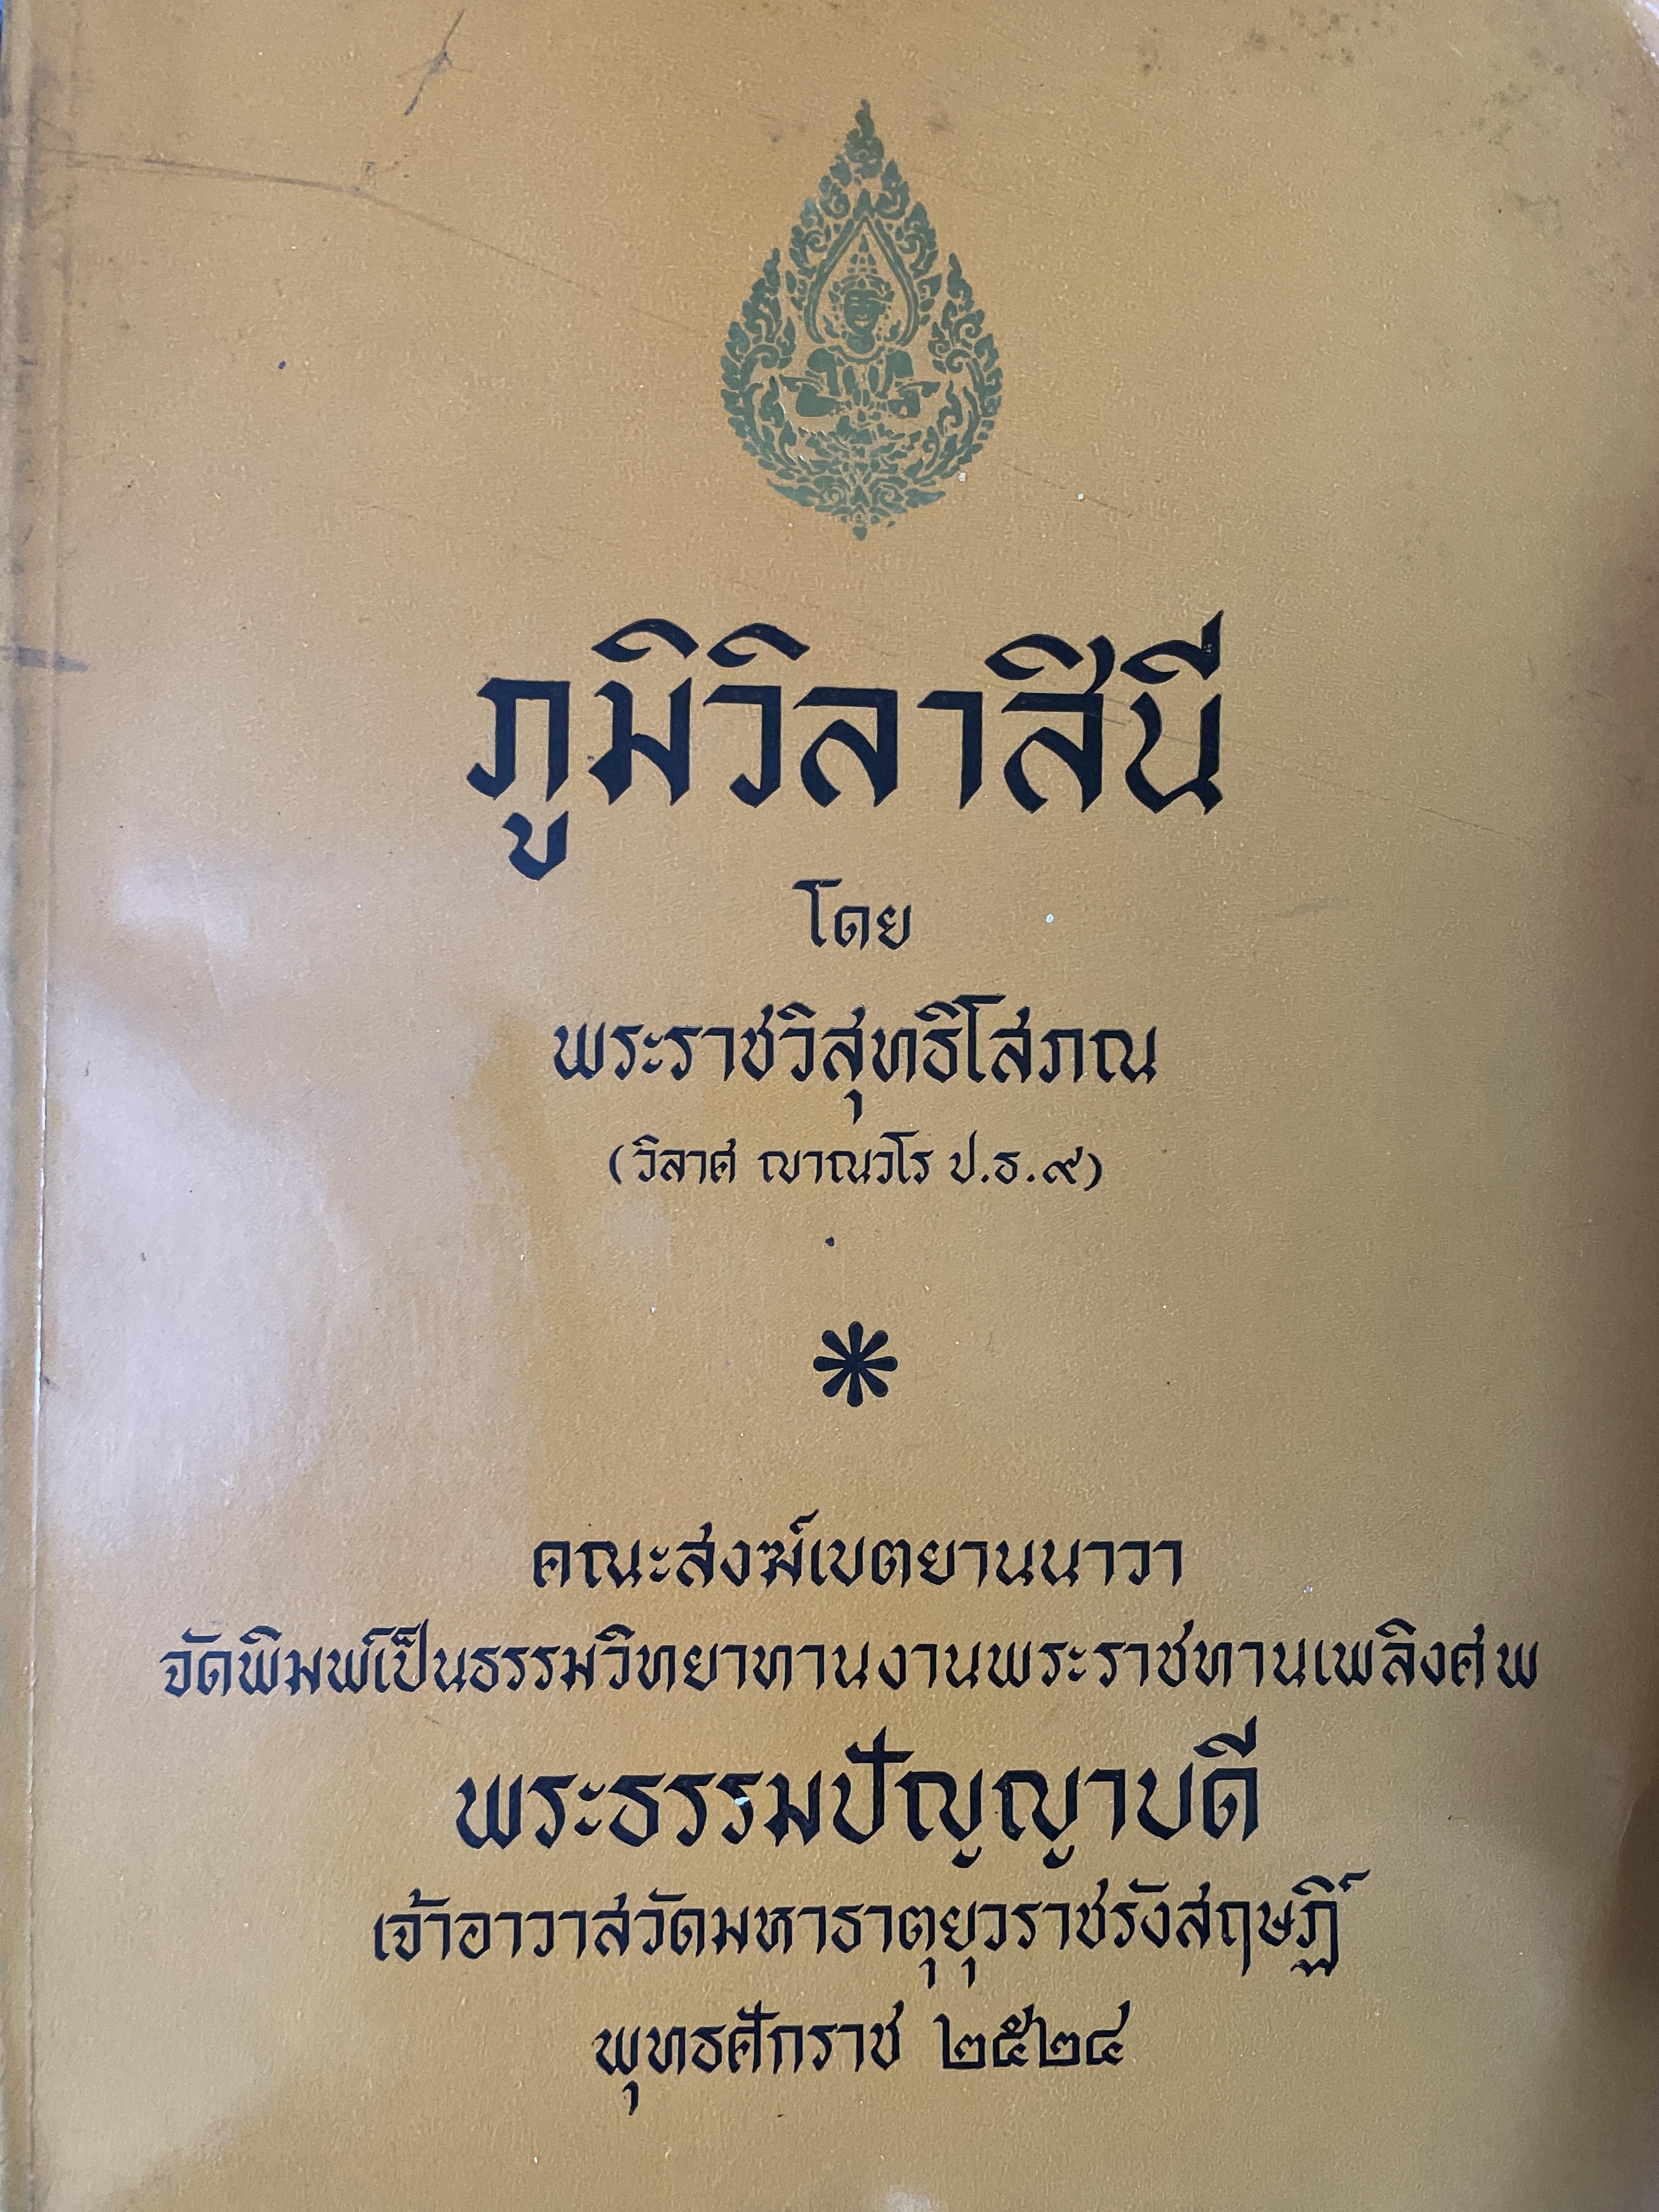 ภูมิวิลาสินี
โดย
พระราชวิสุทธิโสภณ
(วิลาศ ญาณวโร ป.ธ.๙)
*
คณะสงฆ์เขตยานนาวา
จัดพิมพ์เป็นธรรมวิทยาทานงานพระราชทานเพลิงศพ
พระธรรมปัญญาบดี
เจ้าอาวาสวัดมหาธาตุยุวราชรังสฤษฎิ์
พุทธศักราช ๒๕๒๔